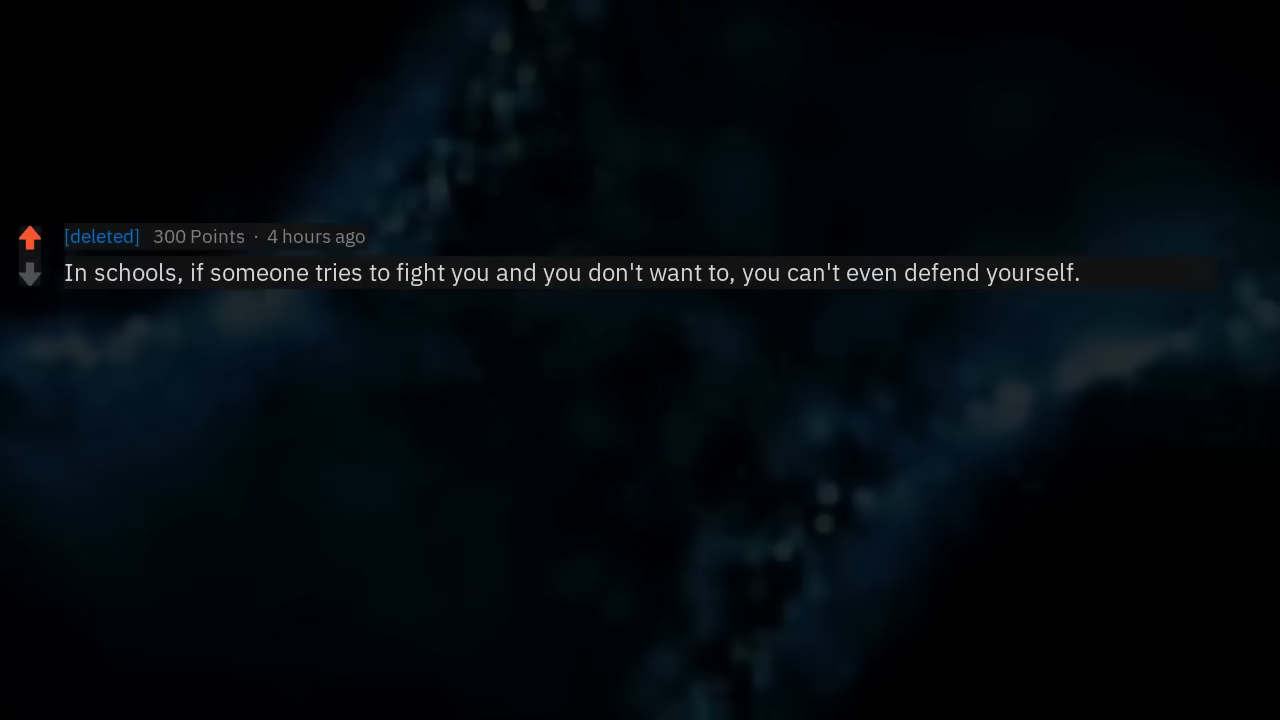 [deleted] 300 Points · 4 hours ago
In schools, if someone tries to fight you and you don't want to, you can't even defend yourself.